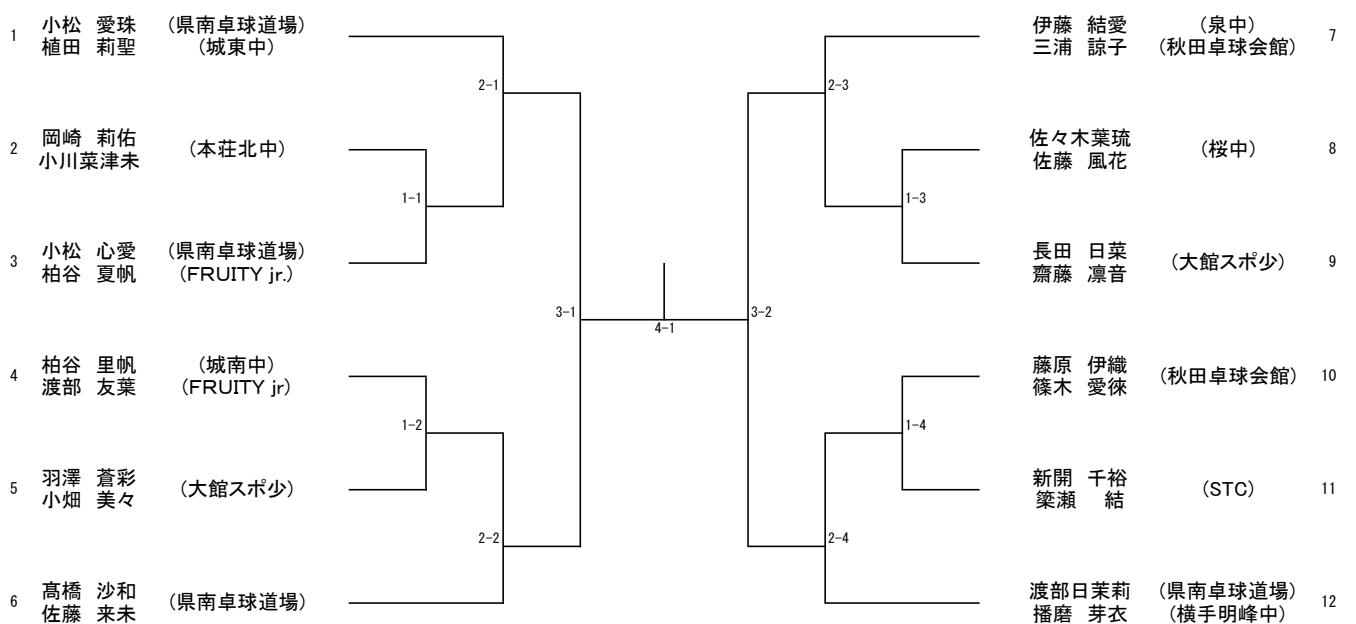 1 小松 愛珠 (県南卓球道場)
植田 莉聖 (城東中)
2 岡崎 莉佑 (本荘北中)
小川菜津未
3 小松 心愛 (県南卓球道場)
柏谷 夏帆 (FRUITY jr.)
4 柏谷 里帆 (城南中)
渡部 友葉 (FRUITY jr)
5 羽澤 蒼彩 (大館スポ少)
小畑 美々
6 髙橋 沙和 (県南卓球道場)
佐藤 来未
2-1
1-1
3-1
1-2
2-2
4-1
2-3
1-3
3-2
1-4
2-4
伊藤 結愛 (泉中) 7
三浦 諒子 (秋田卓球会館)
佐々木葉琉 (桜中) 8
佐藤 風花
長田 日菜 (大館スポ少) 9
齋藤 凛音
藤原 伊織 (秋田卓球会館) 10
篠木 愛徠
新開 千裕 (STC) 11
簗瀬 結
渡部日茉莉 (県南卓球道場) 12
播磨 芽衣 (横手明峰中)